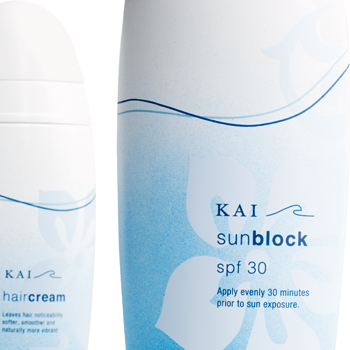 KAI
haircream
Leaves hair noticeably
softer, smoother and
naturally more vibrant
KAI
sunblock
spf 30
Apply evenly 30 minutes
prior to sun exposure.